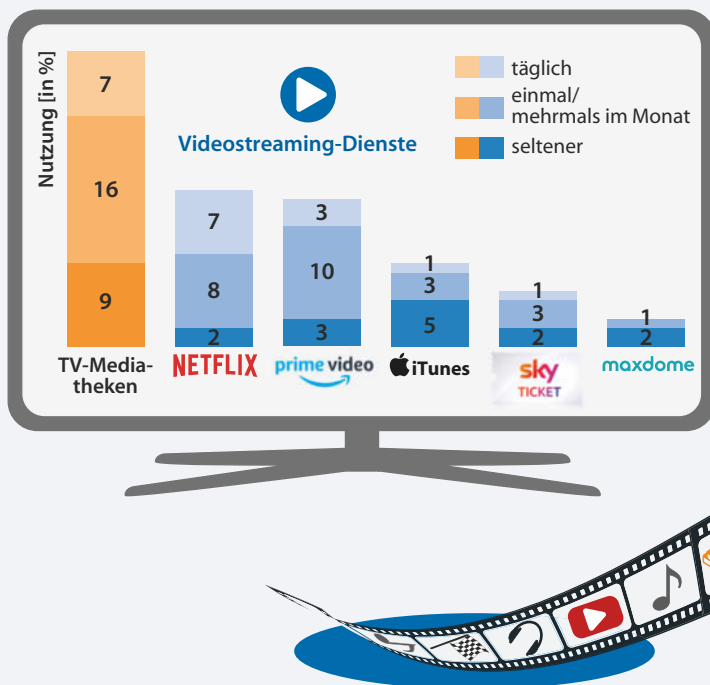 Nutzung [in %]
täglich
einmal/
mehrmals im Monat
seltener
Videostreaming-Dienste
7
16
9
7
8
2
3
10
3
1
3
5
1
3
2
1
2
TV-Media-
theken
NETFLIX
prime video
iTunes
sky
TICKET
maxdome